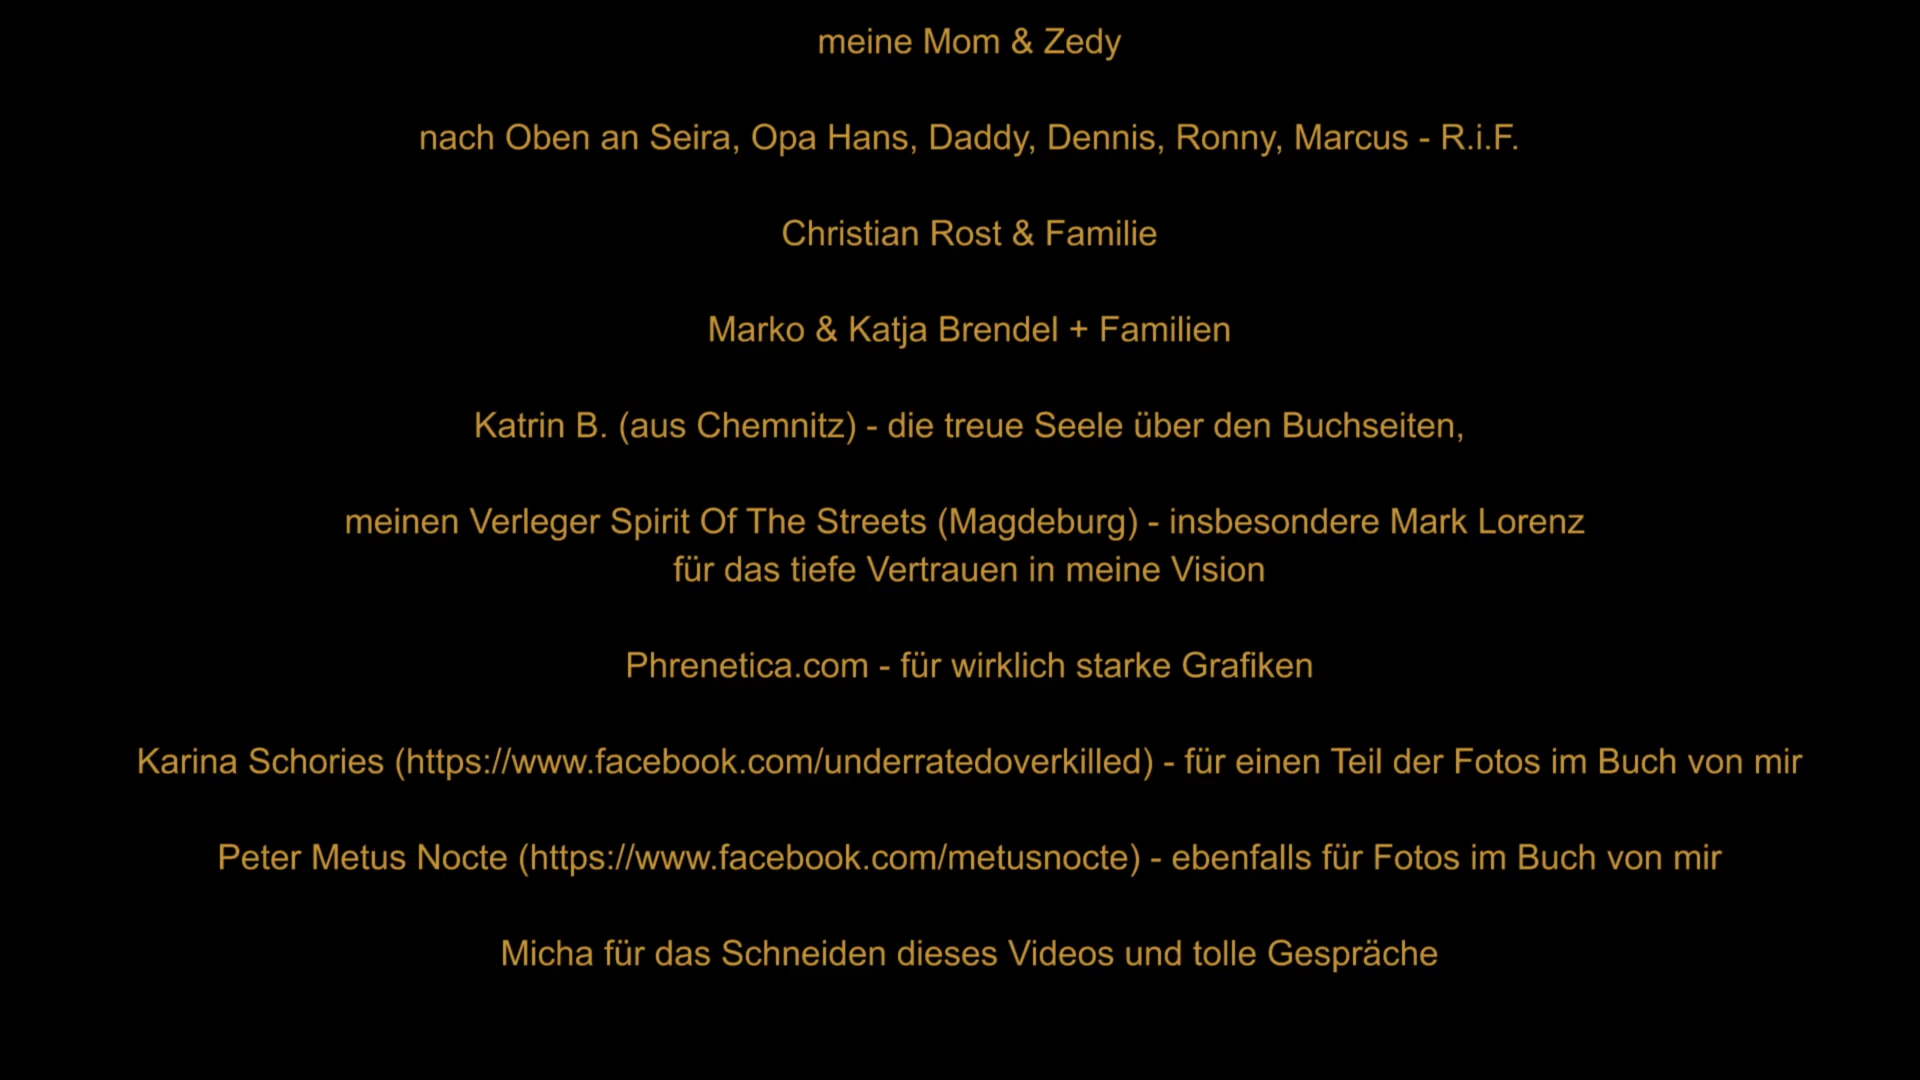 meine Mom & Zedy
nach Oben an Seira, Opa Hans, Daddy, Dennis, Ronny, Marcus - R.i.F.
Christian Rost & Familie
Marko & Katja Brendel + Familien
Katrin B. (aus Chemnitz) - die treue Seele über den Buchseiten,
meinen Verleger Spirit Of The Streets (Magdeburg) - insbesondere Mark Lorenz
für das tiefe Vertrauen in meine Vision
Phrenetica.com - für wirklich starke Grafiken
Karina Schories (https://www.facebook.com/underratedoverkilled) - für einen Teil der Fotos im Buch von mir
Peter Metus Nocte (https://www.facebook.com/metusnocte) - ebenfalls für Fotos im Buch von mir
Micha für das Schneiden dieses Videos und tolle Gespräche